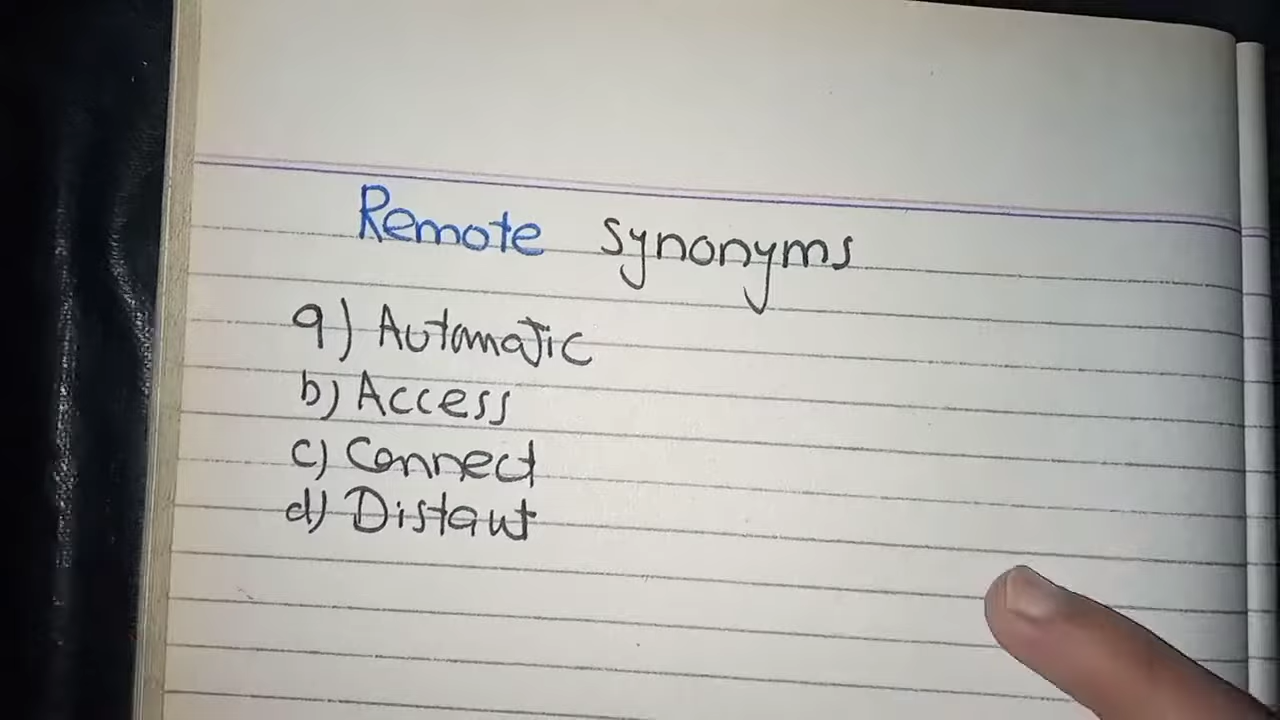 Remote synonyms
a) Automatic
b) Access
c) Connect
d) Distant